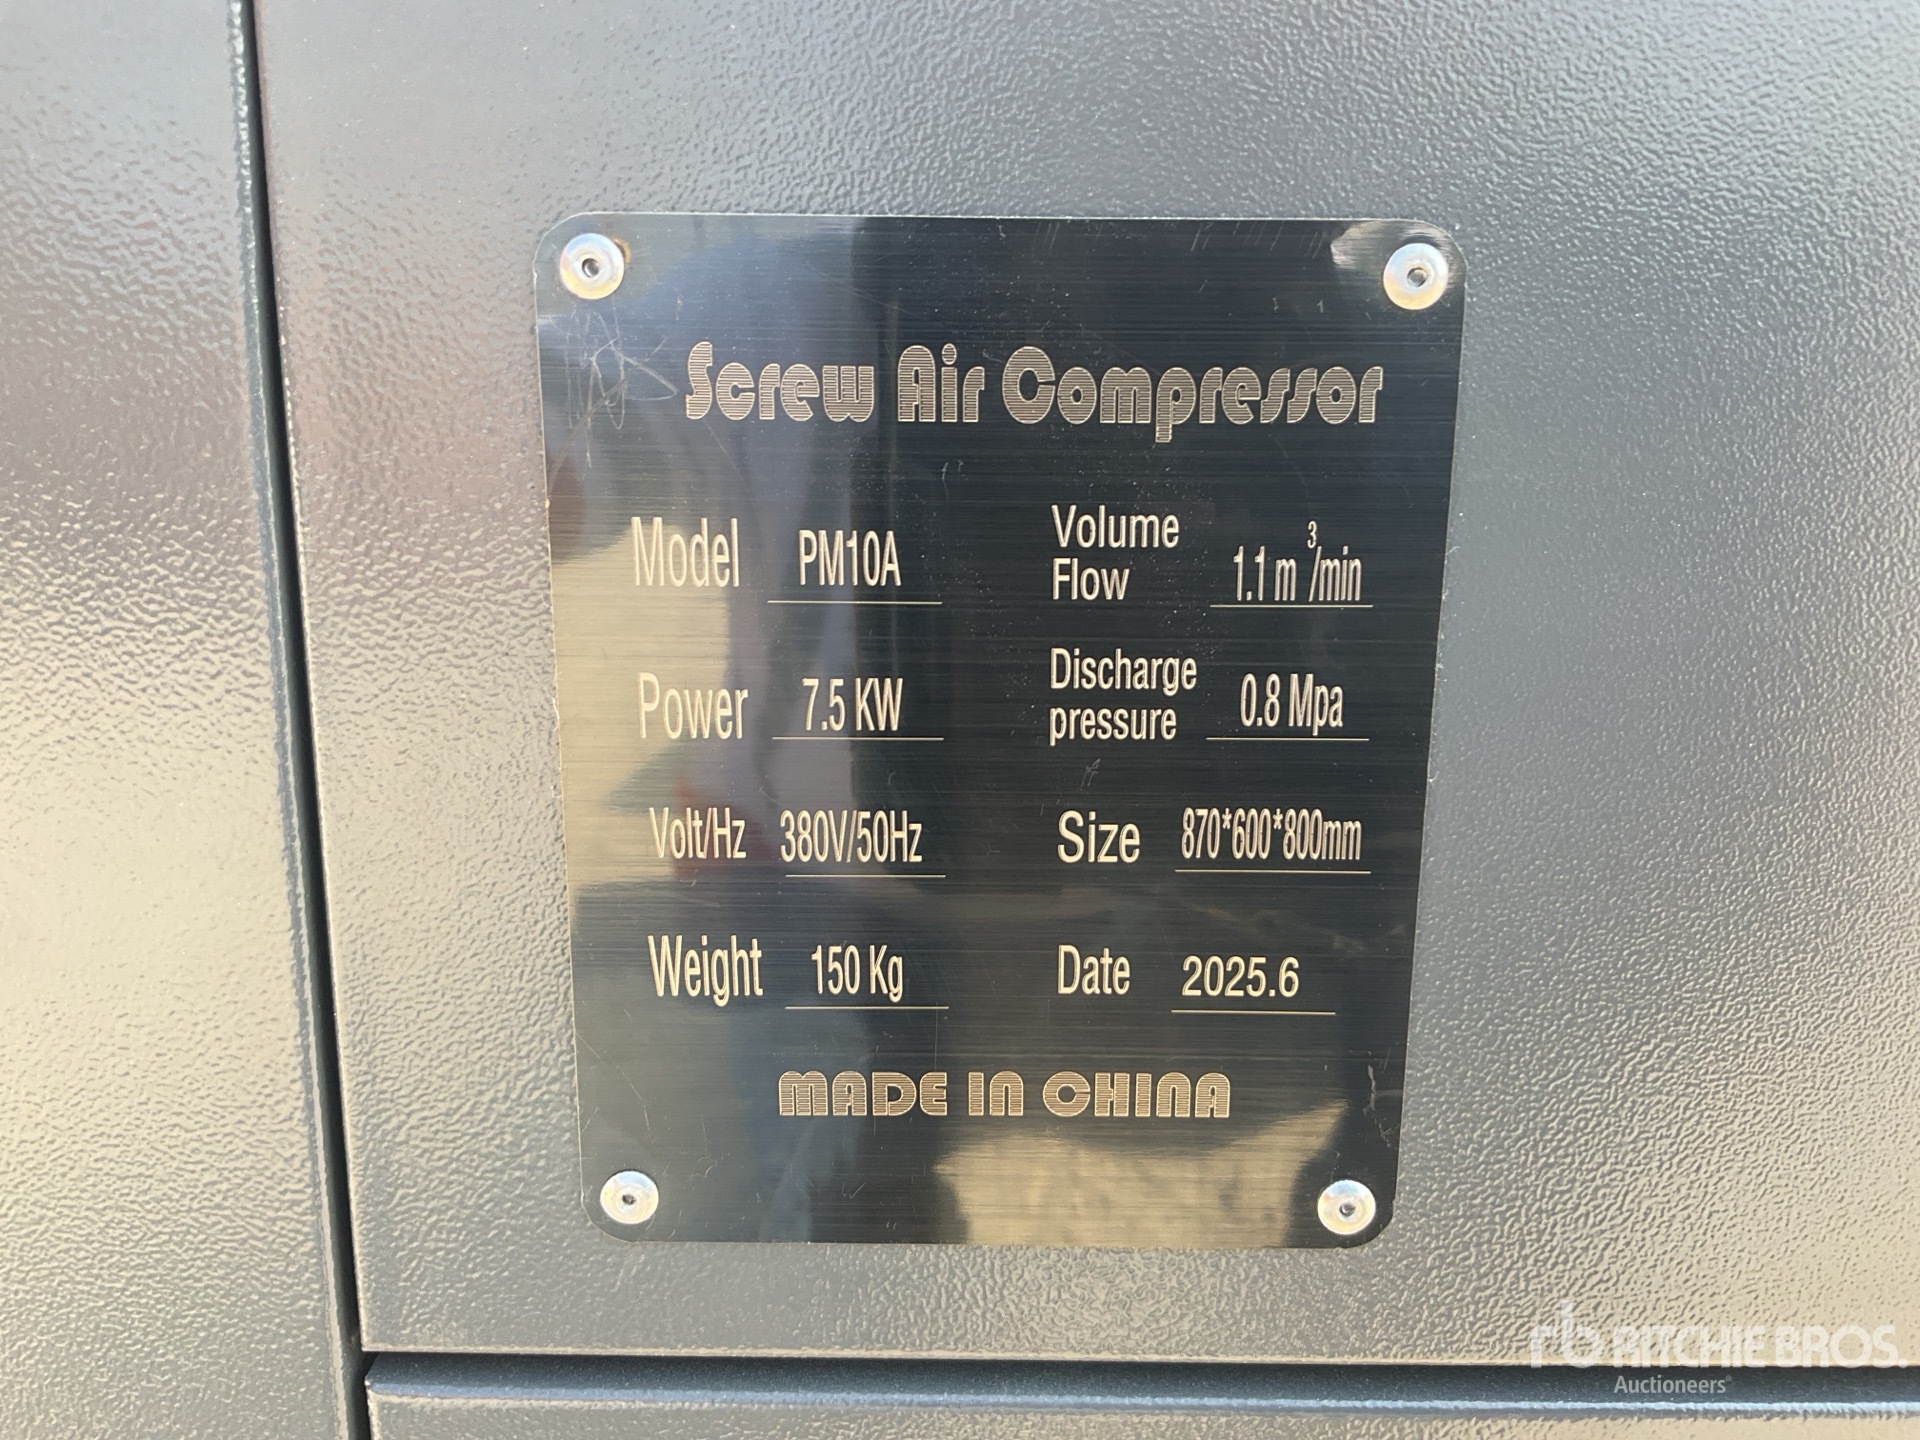 Screw Air Compressor
Model PM10A
Volume Flow 1.1 m³/min
Power 7.5 KW
Discharge pressure 0.8 Mpa
Volt/Hz 380V/50Hz
Size 870*600*800mm
Weight 150 Kg
Date 2025.6
MADE IN CHINA
rb RITCHIE BROS.
Auctioneers